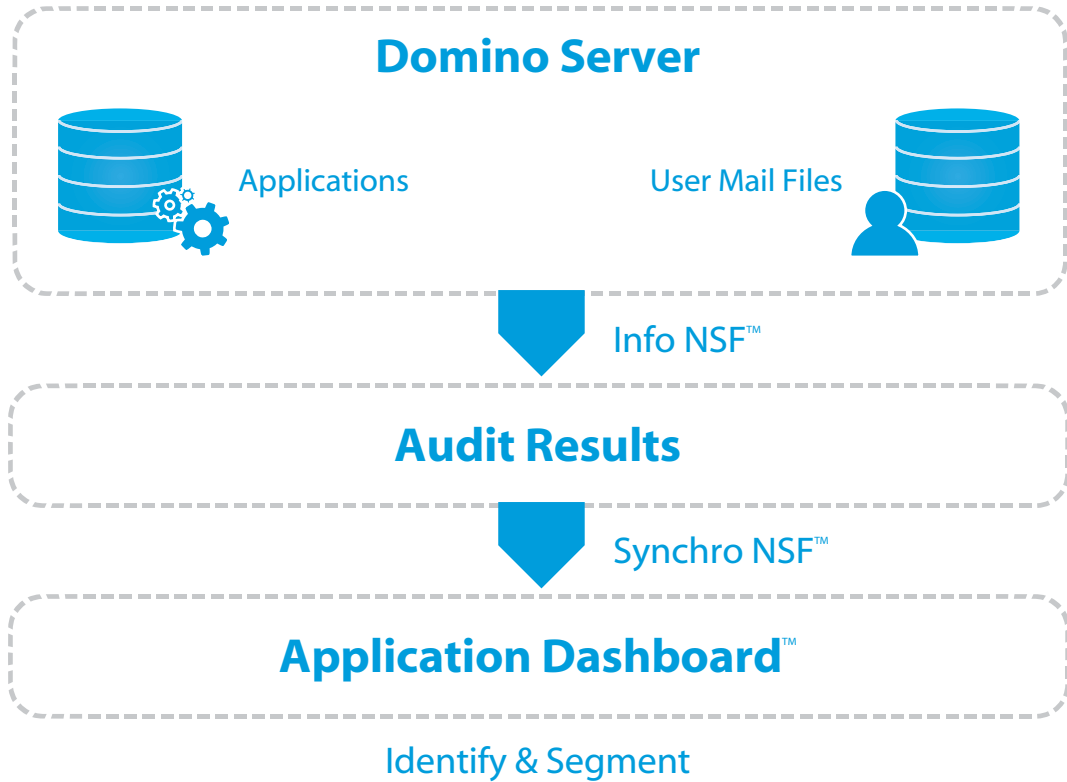 Domino Server
Applications
User Mail Files
Info NSF™
Audit Results
Synchro NSF™
Application Dashboard™
Identify & Segment